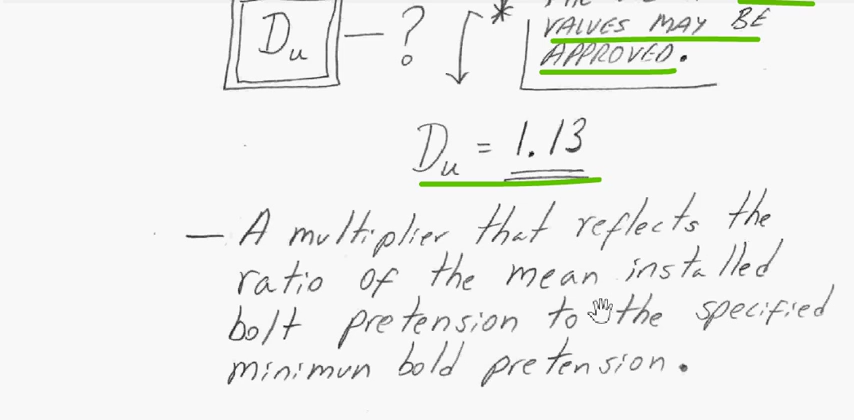 VALUES MAY BE
APPROVED.
Du — ? *
Du = 1.13
— A multiplier that reflects the
ratio of the mean installed
bolt pretension to the specified
minimun bold pretension.